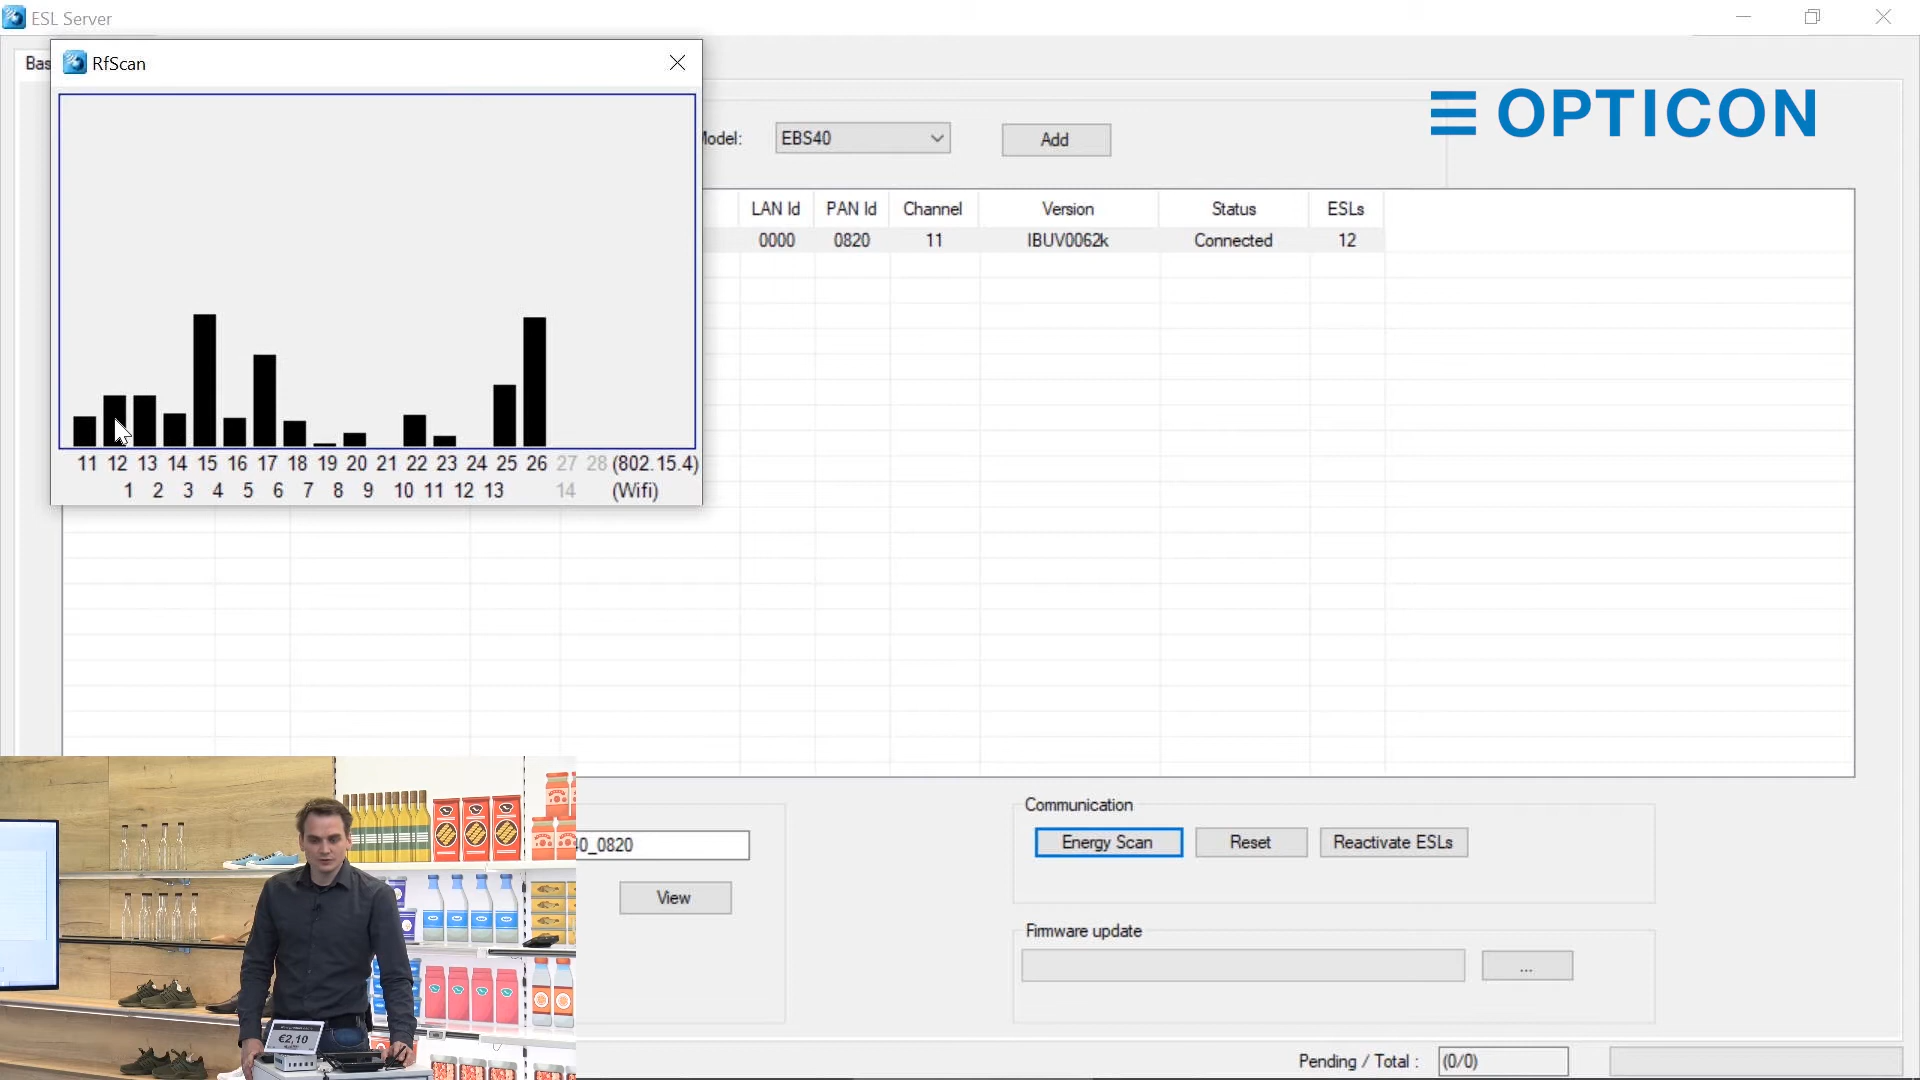 ESL Server
Bas
RfScan
OPTICON
Model: EBS40 Add
LAN Id PAN Id Channel Version Status ESLs
0000 0820 11 IBUV0062k Connected 12
11 12 13 14 15 16 17 18 19 20 21 22 23 24 25 26 27 28 (802.15.4)
1 2 3 4 5 6 7 8 9 10 11 12 13 14 (Wifi)
Communication
40_0820 Energy Scan Reset Reactivate ESLs
View
Firmware update
...
€2,10
Pending / Total : (0/0)